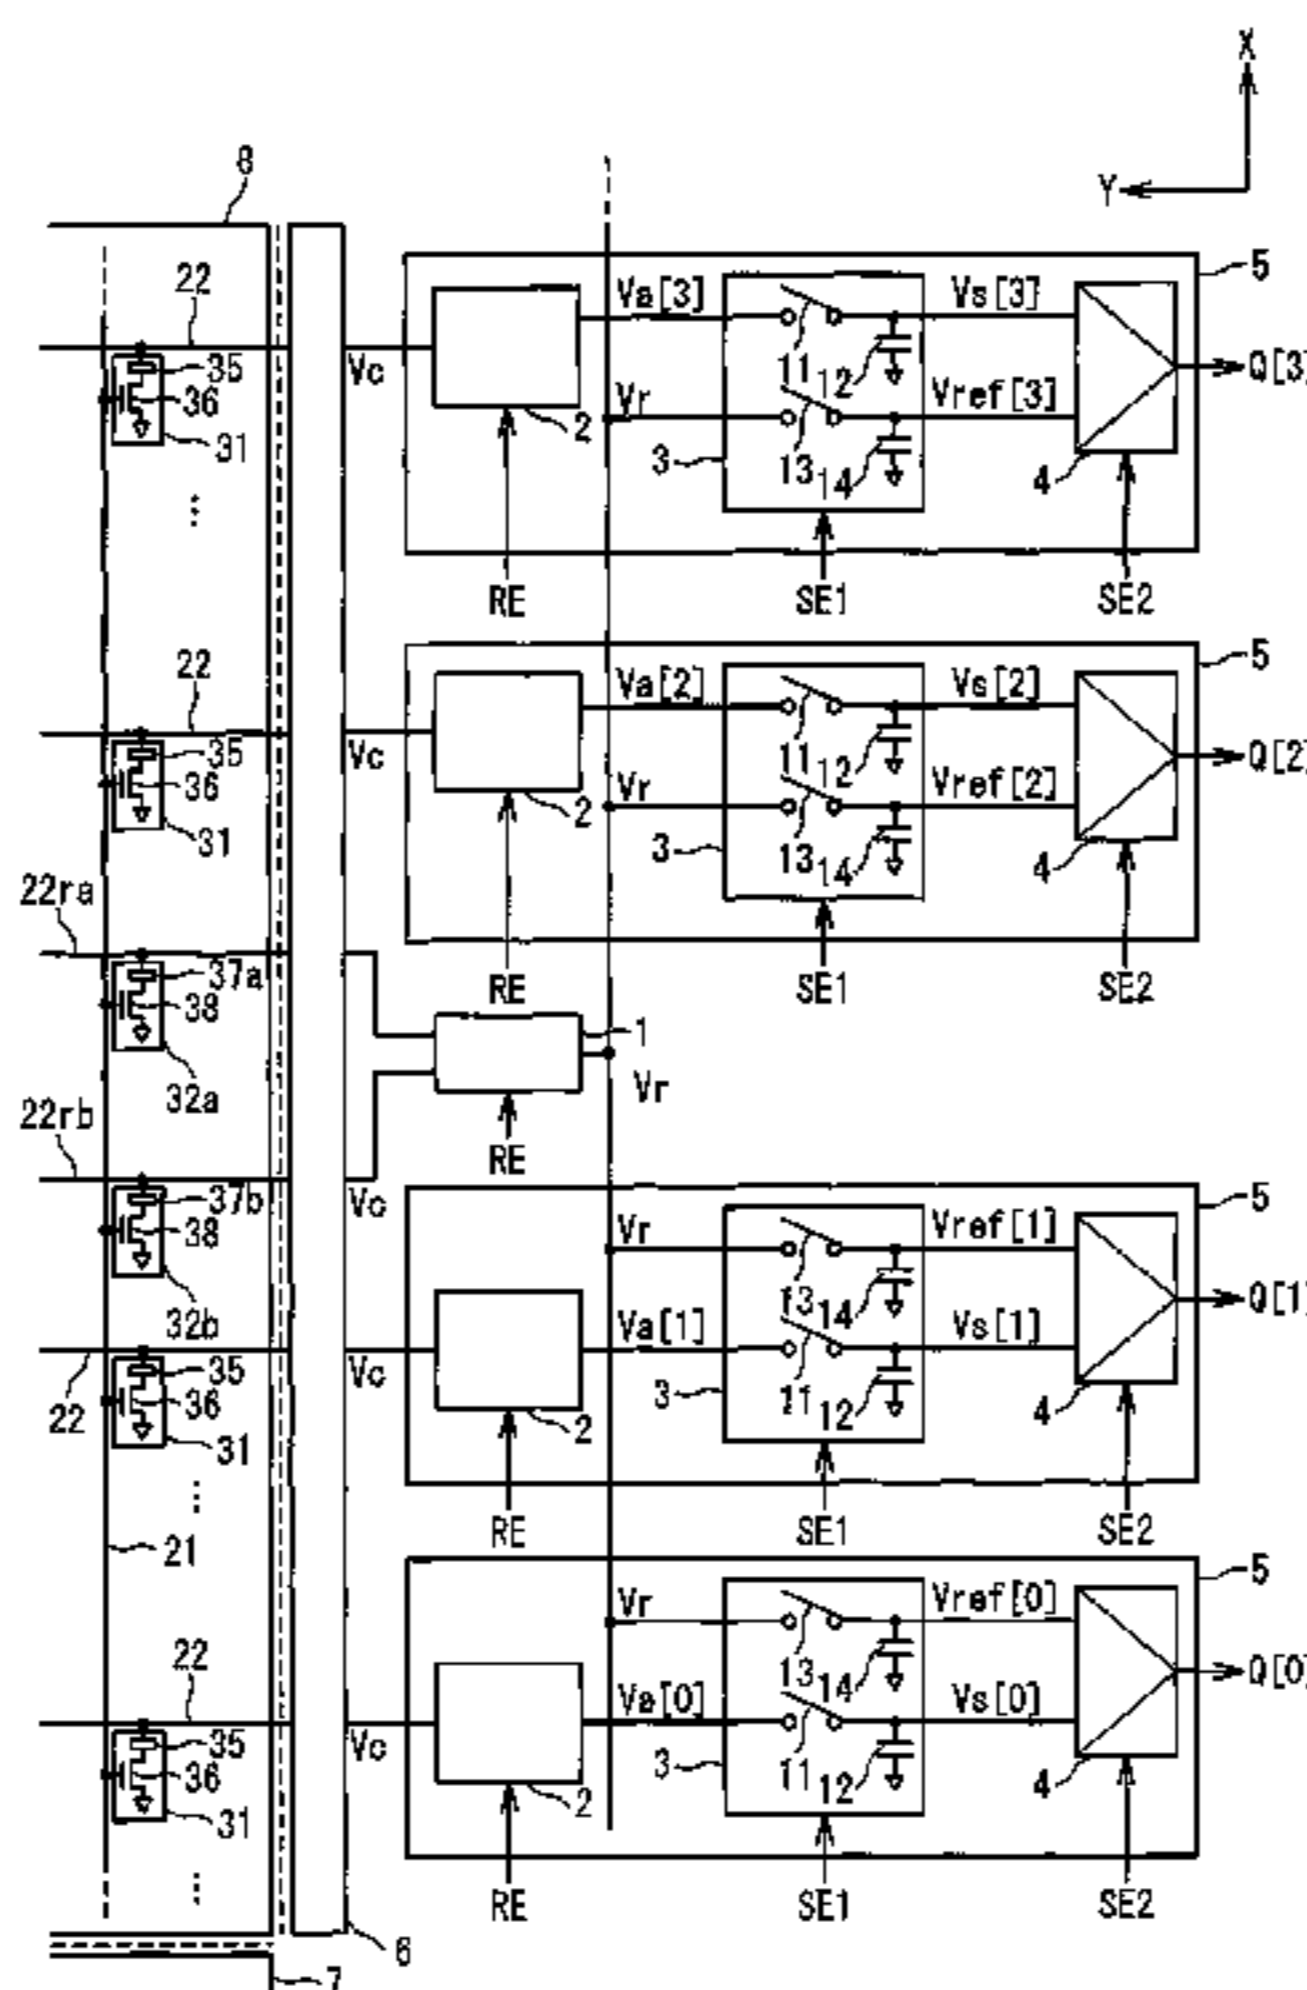 X
Y
8
5
22
Va[3]
Vs[3]
35
Vc
11
12
Q[3]
36
Vr
Vref[3]
2
31
3
13
14
4
RE
SE1
SE2
5
22
Va[2]
Vs[2]
35
Vc
11
12
Q[2]
36
Vr
Vref[2]
2
31
3
13
14
4
22ra
37a
RE
SE1
SE2
38
1
Vr
32a
22rb
RE
37b
Vc
5
38
Vr
Vref[1]
32b
13
14
Q[1]
35
Va[1]
Vs[1]
Vc
36
22
3
11
12
4
2
31
RE
SE1
SE2
21
5
Vr
Vref[0]
22
13
14
Q[0]
35
Va[0]
Vs[0]
Vc
36
3
11
12
4
2
31
RE
SE1
SE2
6
7